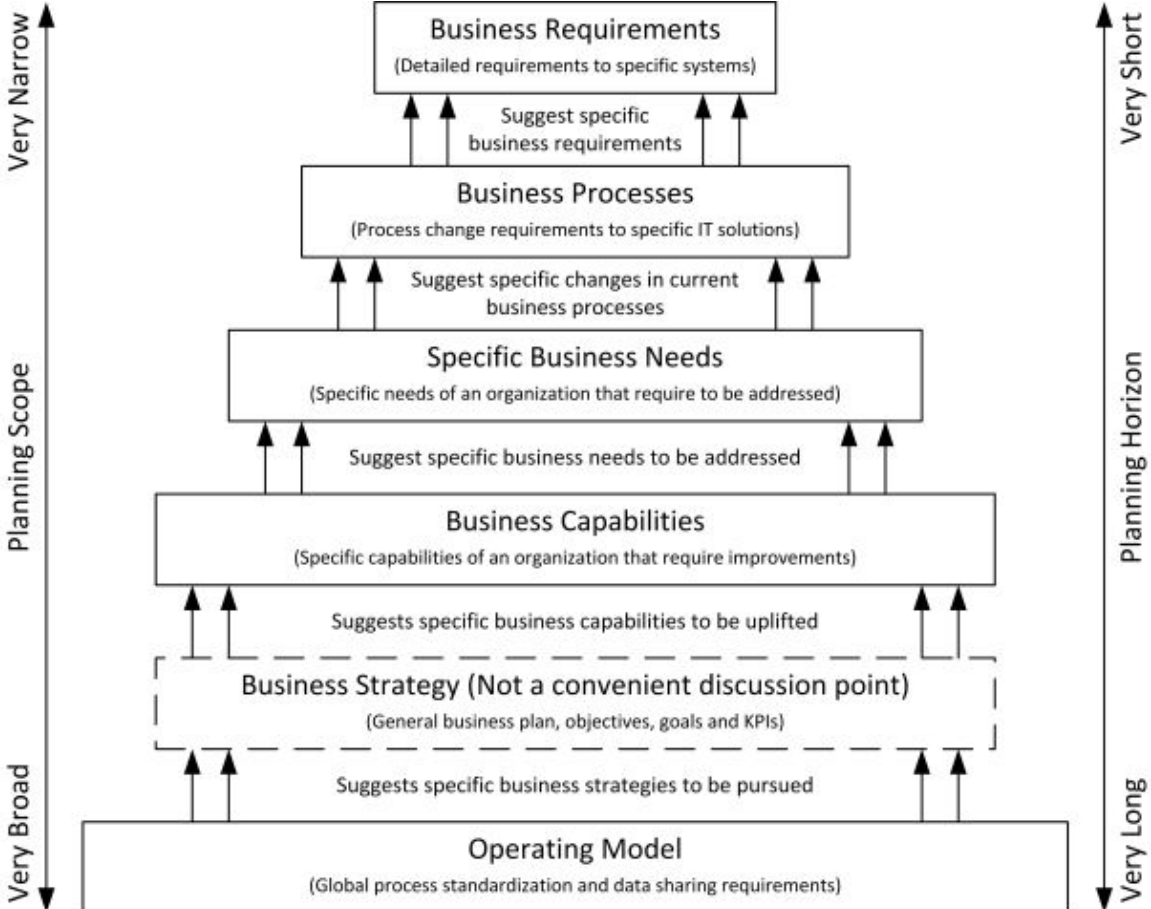 Business Requirements
(Detailed requirements to specific systems)
Suggest specific
business requirements
Business Processes
(Process change requirements to specific IT solutions)
Suggest specific changes in current
business processes
Specific Business Needs
(Specific needs of an organization that require to be addressed)
Suggest specific business needs to be addressed
Business Capabilities
(Specific capabilities of an organization that require improvements)
Suggests specific business capabilities to be uplifted
Business Strategy (Not a convenient discussion point)
(General business plan, objectives, goals and KPIs)
Suggests specific business strategies to be pursued
Operating Model
(Global process standardization and data sharing requirements)
Very Narrow
Planning Scope
Very Broad
Very Short
Planning Horizon
Very Long